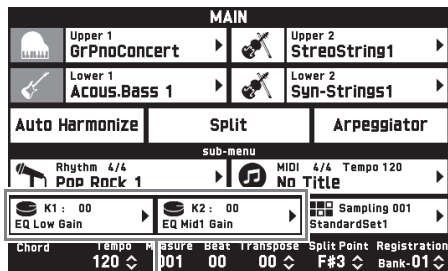 MAIN
Upper 1
GrPnoConcert
Upper 2
StreoString1
Lower 1
Acous.Bass 1
Lower 2
Syn-Strings1
Auto Harmonize
Split
Arpeggiator
sub-menu
Rhythm 4/4
Pop Rock 1
MIDI 4/4 Tempo 120
No Title
K1 : 00
EQ Low Gain
K2 : 00
EQ Mid1 Gain
Sampling 001
StandardSet1
Chord Tempo Measure Beat Transpose Split Point Registration
120 001 00 00 F#3 Bank-01